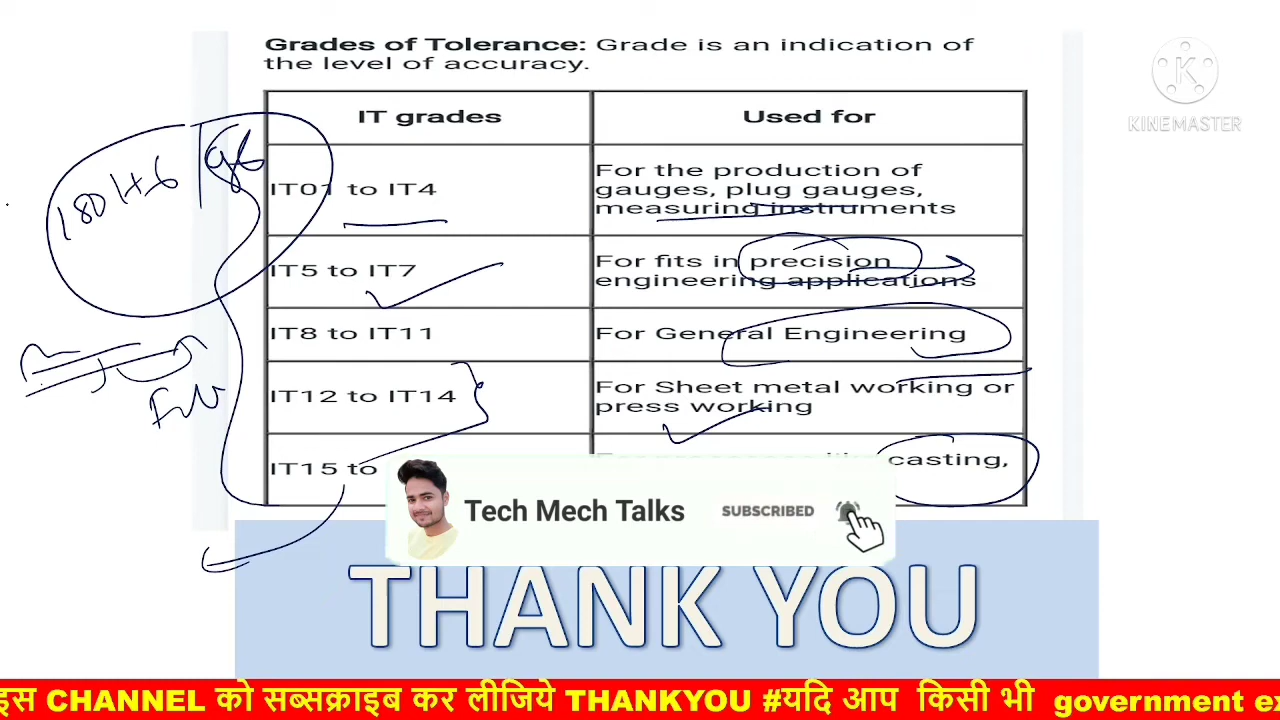 Grades of Tolerance: Grade is an indication of
the level of accuracy.
IT grades
Used for
IT01 to IT4
For the production of
gauges, plug gauges,
measuring instruments
IT5 to IT7
For fits in precision
engineering applications
IT8 to IT11
For General Engineering
IT12 to IT14
For Sheet metal working or
press working
IT15 to
casting,
180 H6
g6
KINEMASTER
Tech Mech Talks
SUBSCRIBED
THANK YOU
इस CHANNEL को सब्सक्राइब कर लीजिये THANKYOU #यदि आप किसी भी government ex